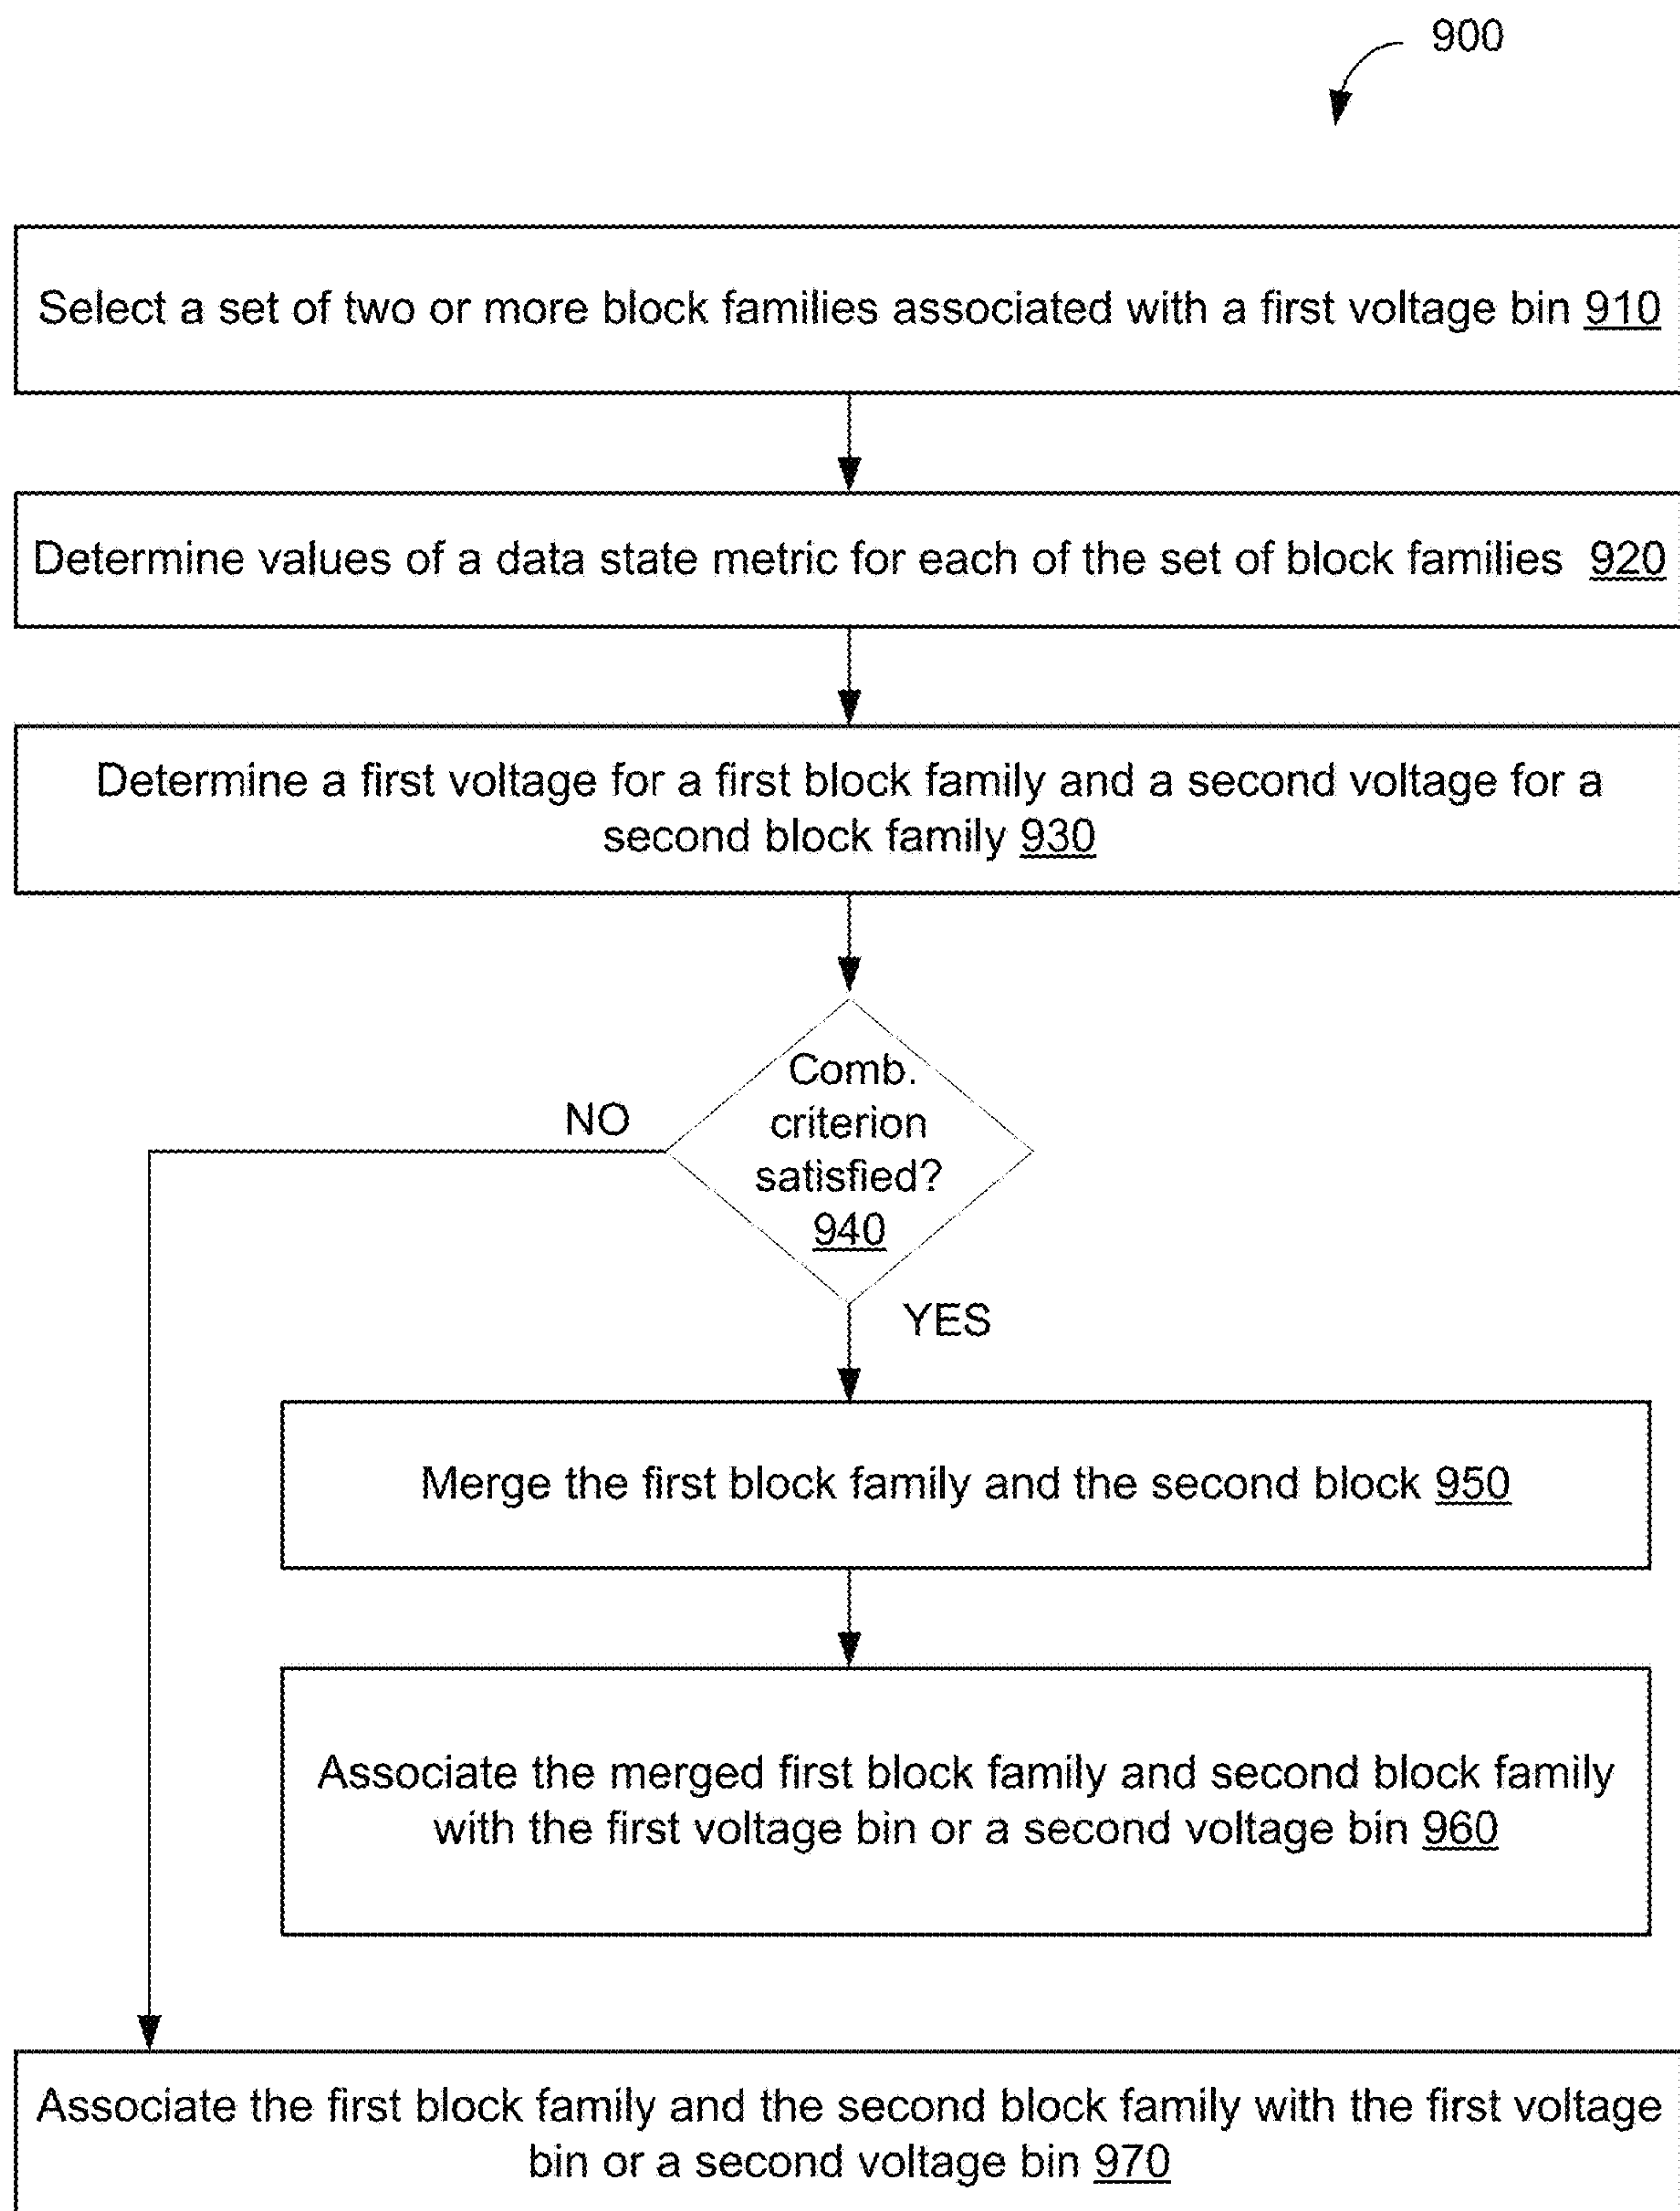 900
Select a set of two or more block families associated with a first voltage bin 910
Determine values of a data state metric for each of the set of block families 920
Determine a first voltage for a first block family and a second voltage for a
second block family 930
Comb.
criterion
satisfied?
940
NO
YES
Merge the first block family and the second block 950
Associate the merged first block family and second block family
with the first voltage bin or a second voltage bin 960
Associate the first block family and the second block family with the first voltage
bin or a second voltage bin 970